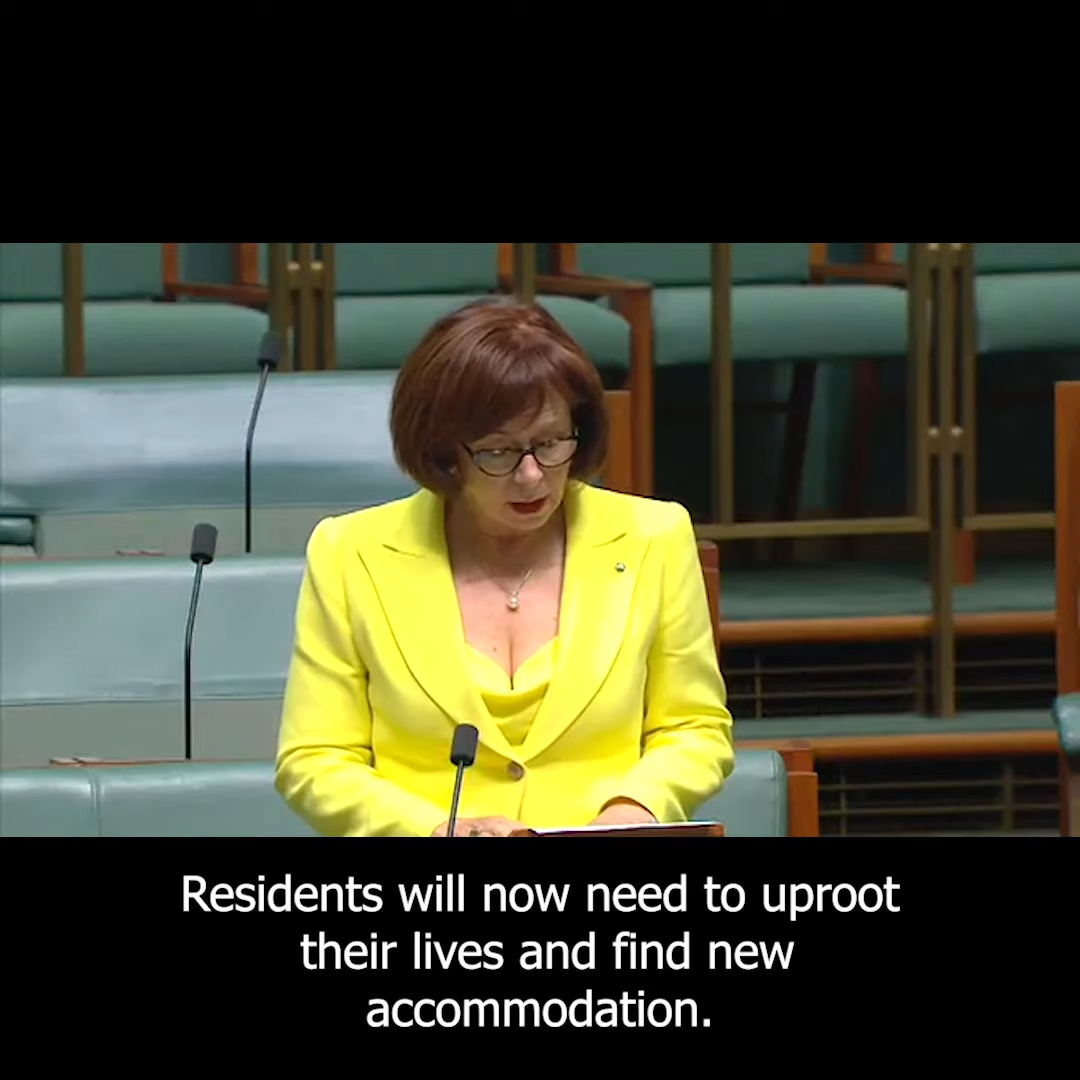 Residents will now need to uproot
their lives and find new
accommodation.